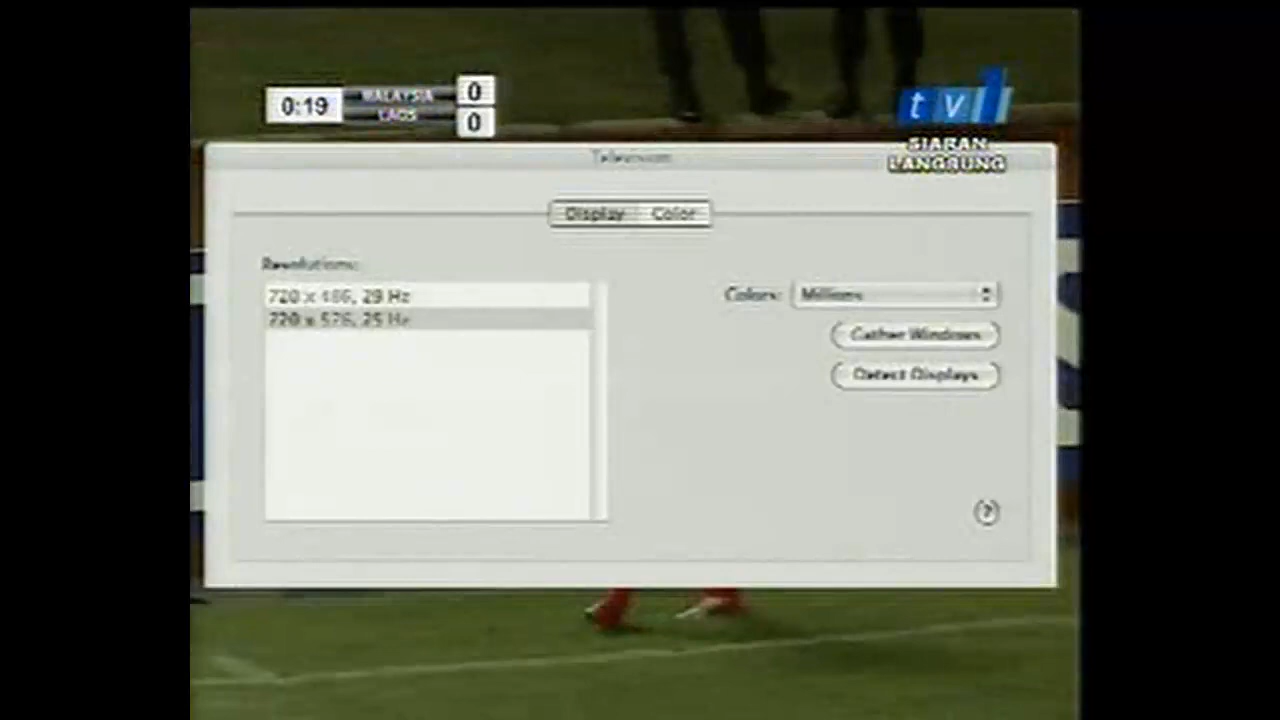 0:19 MALAYSIA 0
LAOS 0
tv1
SIARAN
LANGSUNG
Television
Display Color
Resolutions:
720 x 486, 29 Hz
720 x 576, 25 Hz
Colors: Millions
Gather Windows
Detect Displays
?